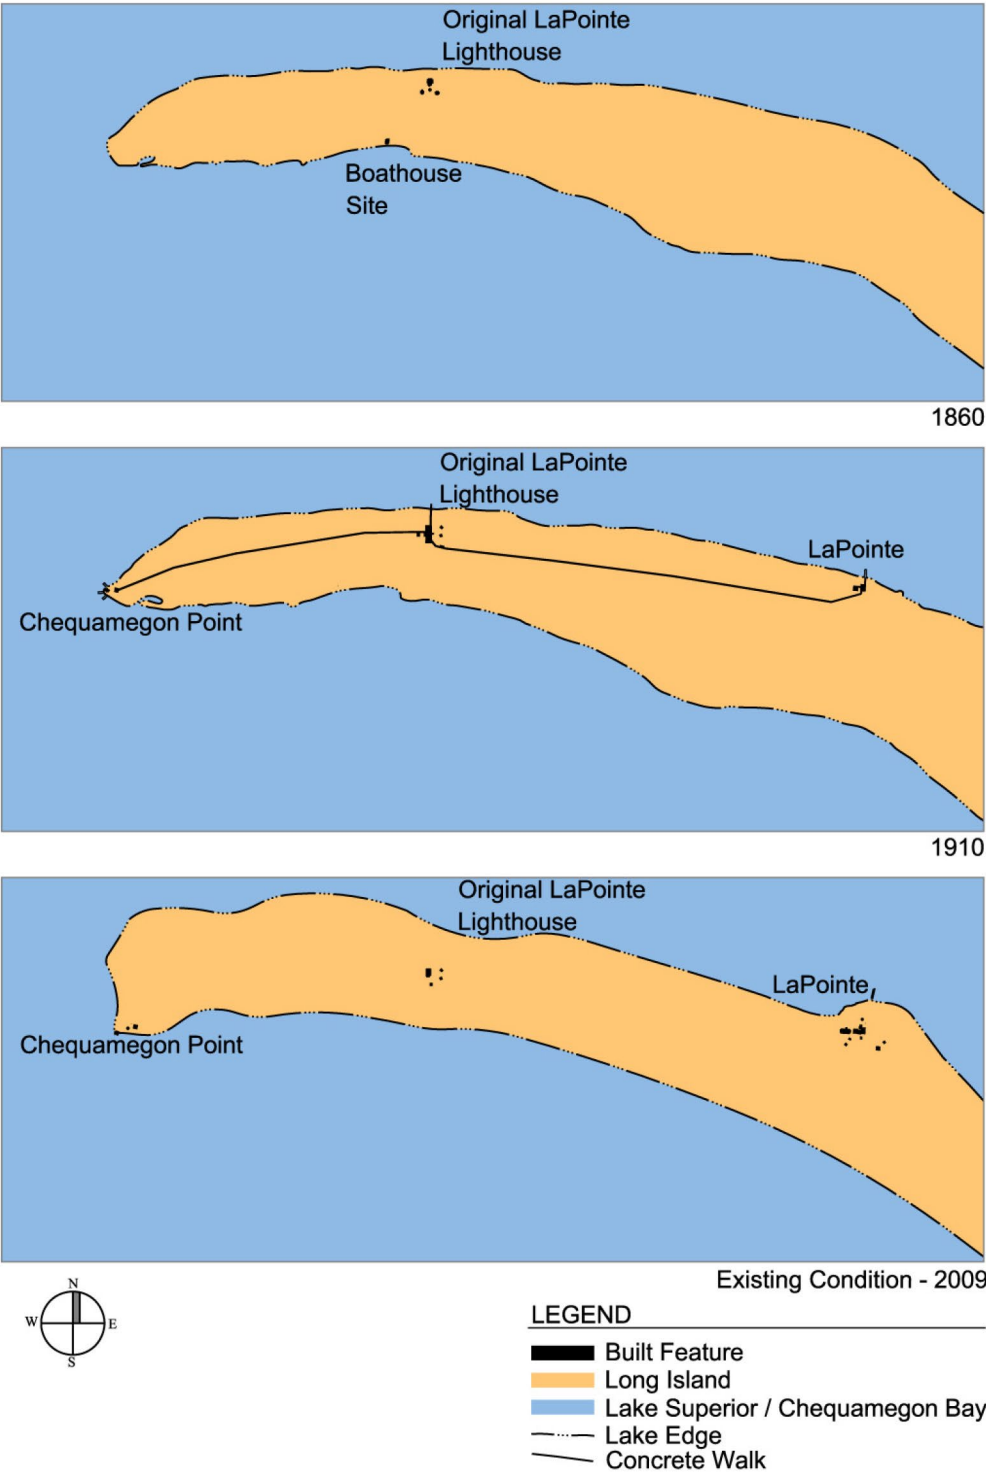 Original LaPointe
Lighthouse
Boathouse
Site
1860
Original LaPointe
Lighthouse
LaPointe
Chequamegon Point
1910
Original LaPointe
Lighthouse
LaPointe
Chequamegon Point
Existing Condition - 2009
N
W E
S
LEGEND
Built Feature
Long Island
Lake Superior / Chequamegon Bay
Lake Edge
Concrete Walk